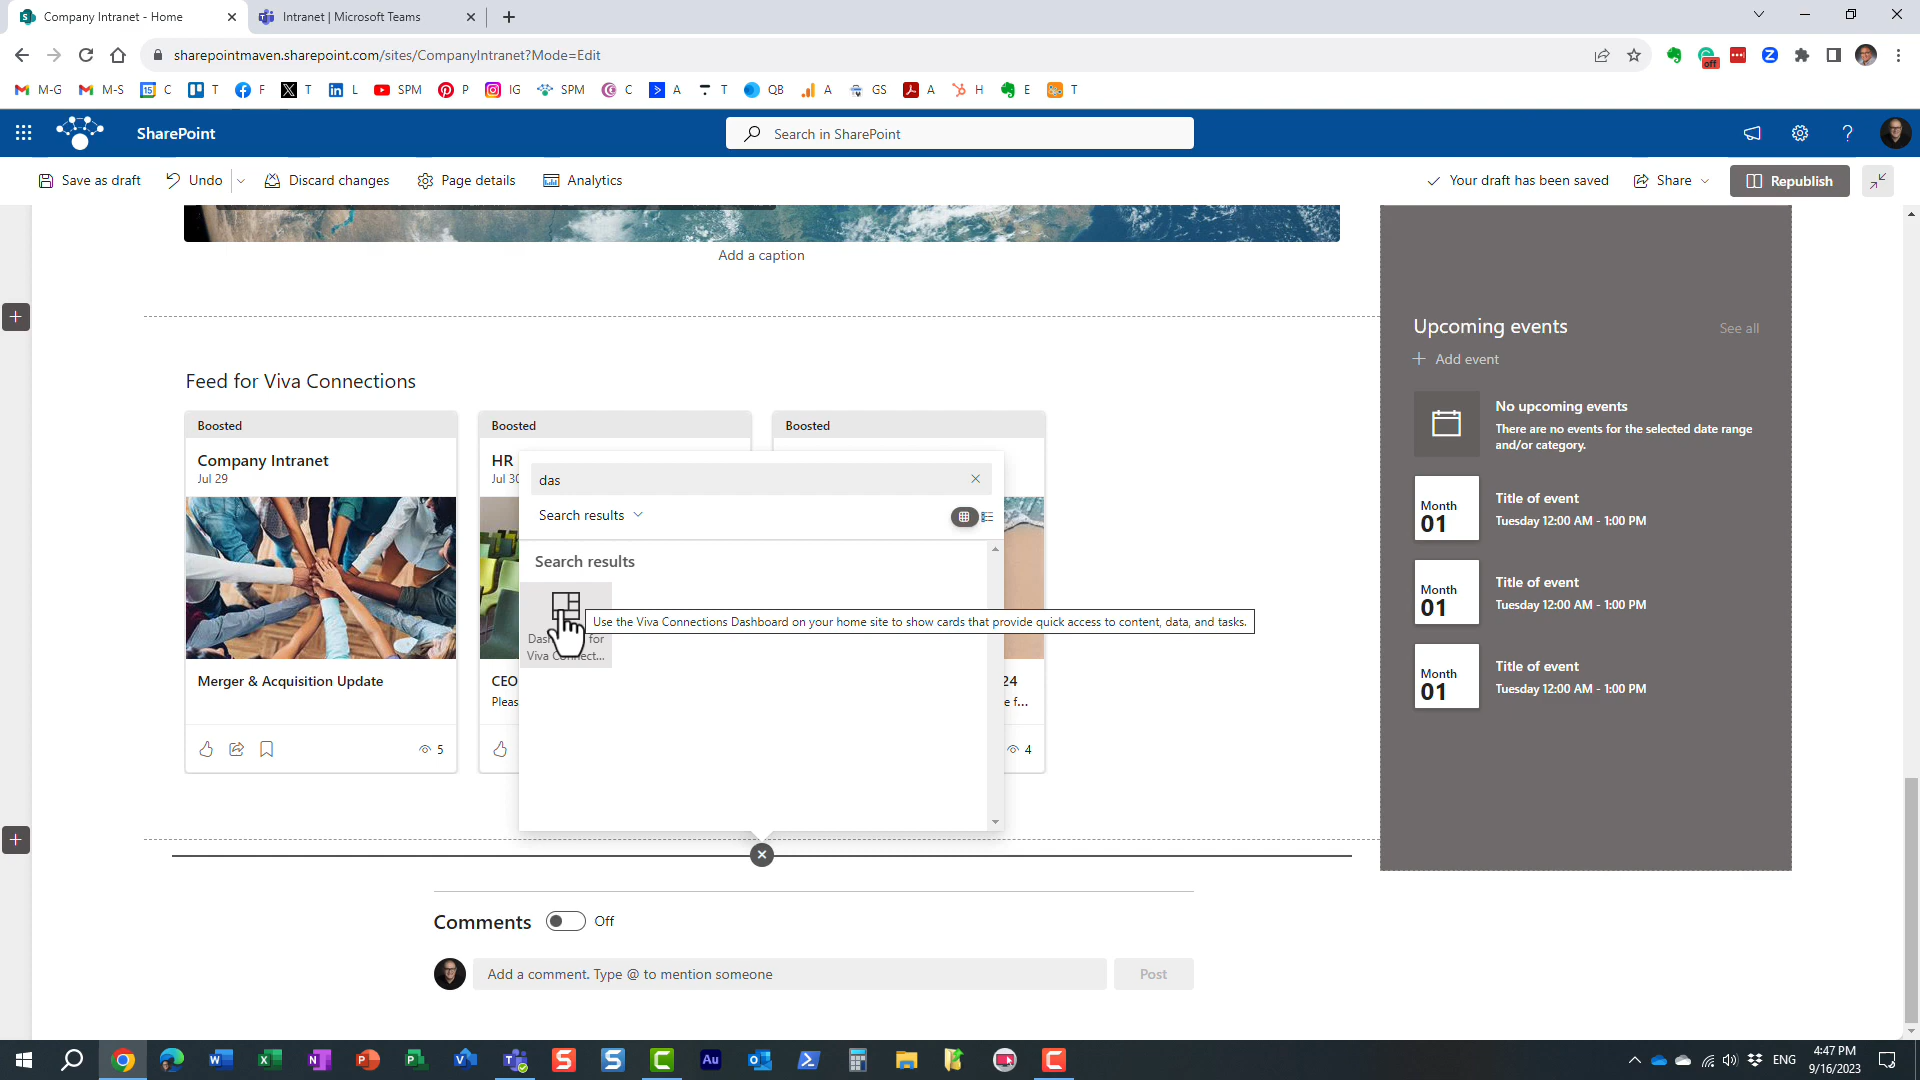 Company Intranet - Home
Intranet | Microsoft Teams
sharepointmaven.sharepoint.com/sites/CompanyIntranet?Mode=Edit
off
M-G
M-S
15
C
T
F
T
L
SPM
P
IG
SPM
C
A
T
QB
A
GS
A
H
E
T
SharePoint
Search in SharePoint
Save as draft
Undo
Discard changes
Page details
Analytics
Your draft has been saved
Share
Republish
Add a caption
Upcoming events
See all
Add event
No upcoming events
There are no events for the selected date range
and/or category.
Month
01
Title of event
Tuesday 12:00 AM - 1:00 PM
Month
01
Title of event
Tuesday 12:00 AM - 1:00 PM
Month
01
Title of event
Tuesday 12:00 AM - 1:00 PM
Feed for Viva Connections
Boosted
Company Intranet
Jul 29
Merger & Acquisition Update
5
Boosted
HR
Jul 30
CEO
Boosted
24
4
das
Search results
Search results
for
Use the Viva Connections Dashboard on your home site to show cards that provide quick access to content, data, and tasks.
Comments
Off
Add a comment. Type @ to mention someone
Post
ENG
4:47 PM
9/16/2023